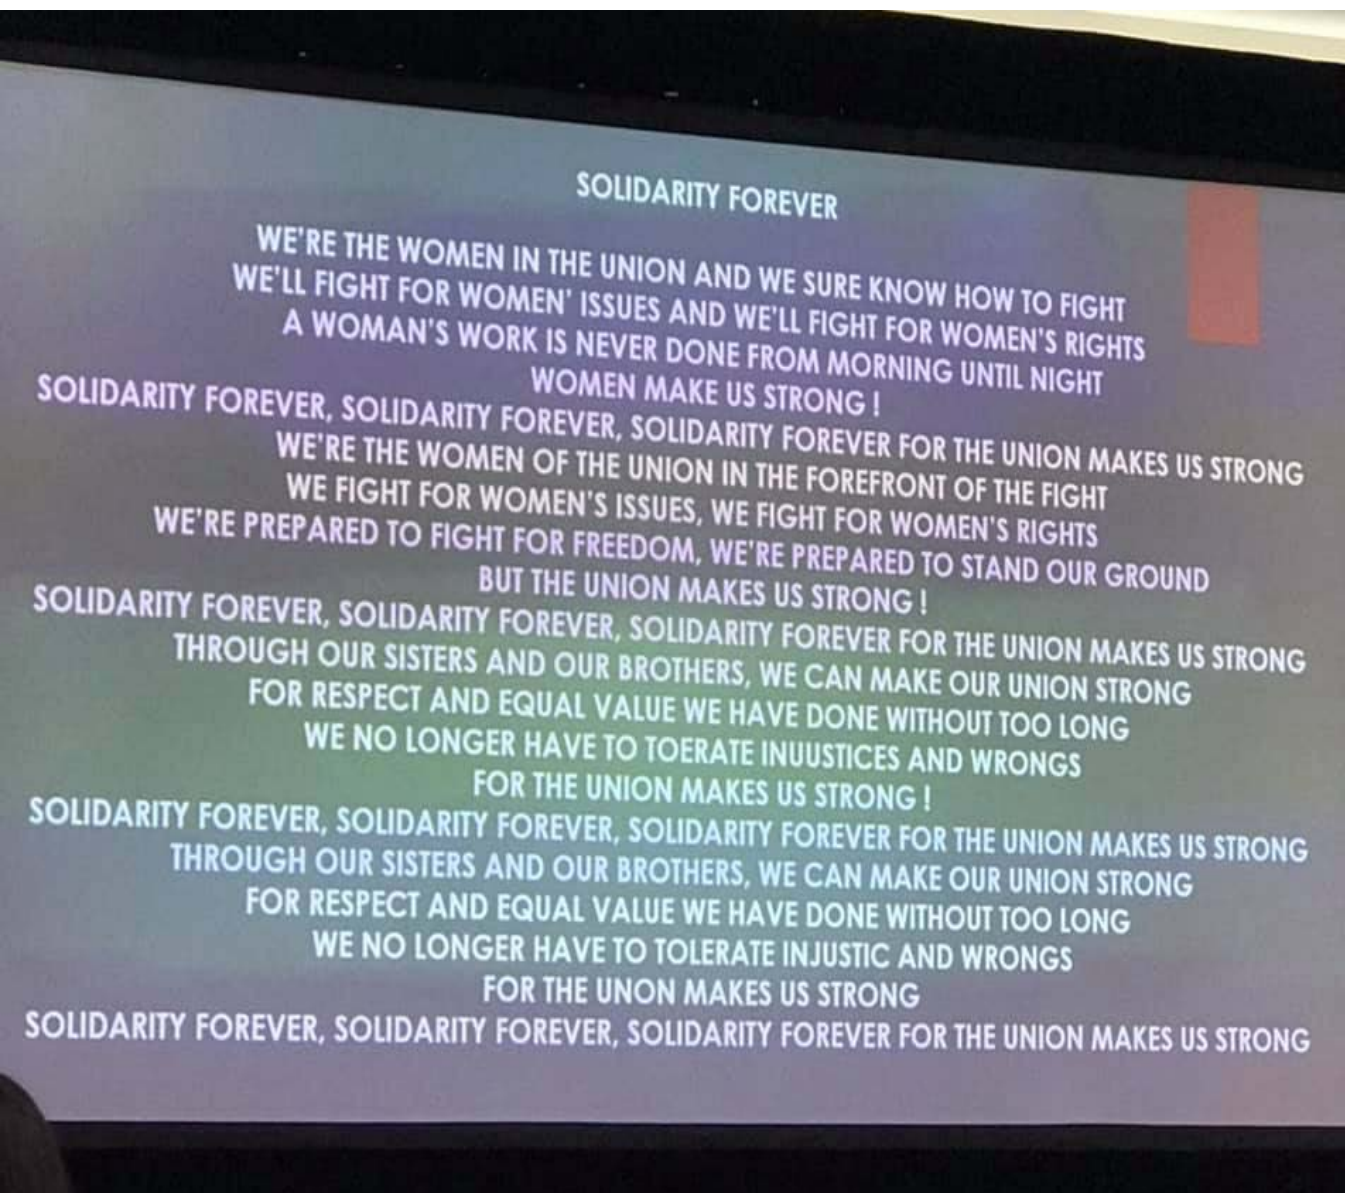 SOLIDARITY FOREVER
WE'RE THE WOMEN IN THE UNION AND WE SURE KNOW HOW TO FIGHT
WE'LL FIGHT FOR WOMEN' ISSUES AND WE'LL FIGHT FOR WOMEN'S RIGHTS
A WOMAN'S WORK IS NEVER DONE FROM MORNING UNTIL NIGHT
WOMEN MAKE US STRONG !
SOLIDARITY FOREVER, SOLIDARITY FOREVER, SOLIDARITY FOREVER FOR THE UNION MAKES US STRONG
WE'RE THE WOMEN OF THE UNION IN THE FOREFRONT OF THE FIGHT
WE FIGHT FOR WOMEN'S ISSUES, WE FIGHT FOR WOMEN'S RIGHTS
WE'RE PREPARED TO FIGHT FOR FREEDOM, WE'RE PREPARED TO STAND OUR GROUND
BUT THE UNION MAKES US STRONG !
SOLIDARITY FOREVER, SOLIDARITY FOREVER, SOLIDARITY FOREVER FOR THE UNION MAKES US STRONG
THROUGH OUR SISTERS AND OUR BROTHERS, WE CAN MAKE OUR UNION STRONG
FOR RESPECT AND EQUAL VALUE WE HAVE DONE WITHOUT TOO LONG
WE NO LONGER HAVE TO TOERATE INUUSTICES AND WRONGS
FOR THE UNION MAKES US STRONG !
SOLIDARITY FOREVER, SOLIDARITY FOREVER, SOLIDARITY FOREVER FOR THE UNION MAKES US STRONG
THROUGH OUR SISTERS AND OUR BROTHERS, WE CAN MAKE OUR UNION STRONG
FOR RESPECT AND EQUAL VALUE WE HAVE DONE WITHOUT TOO LONG
WE NO LONGER HAVE TO TOLERATE INJUSTIC AND WRONGS
FOR THE UNON MAKES US STRONG
SOLIDARITY FOREVER, SOLIDARITY FOREVER, SOLIDARITY FOREVER FOR THE UNION MAKES US STRONG